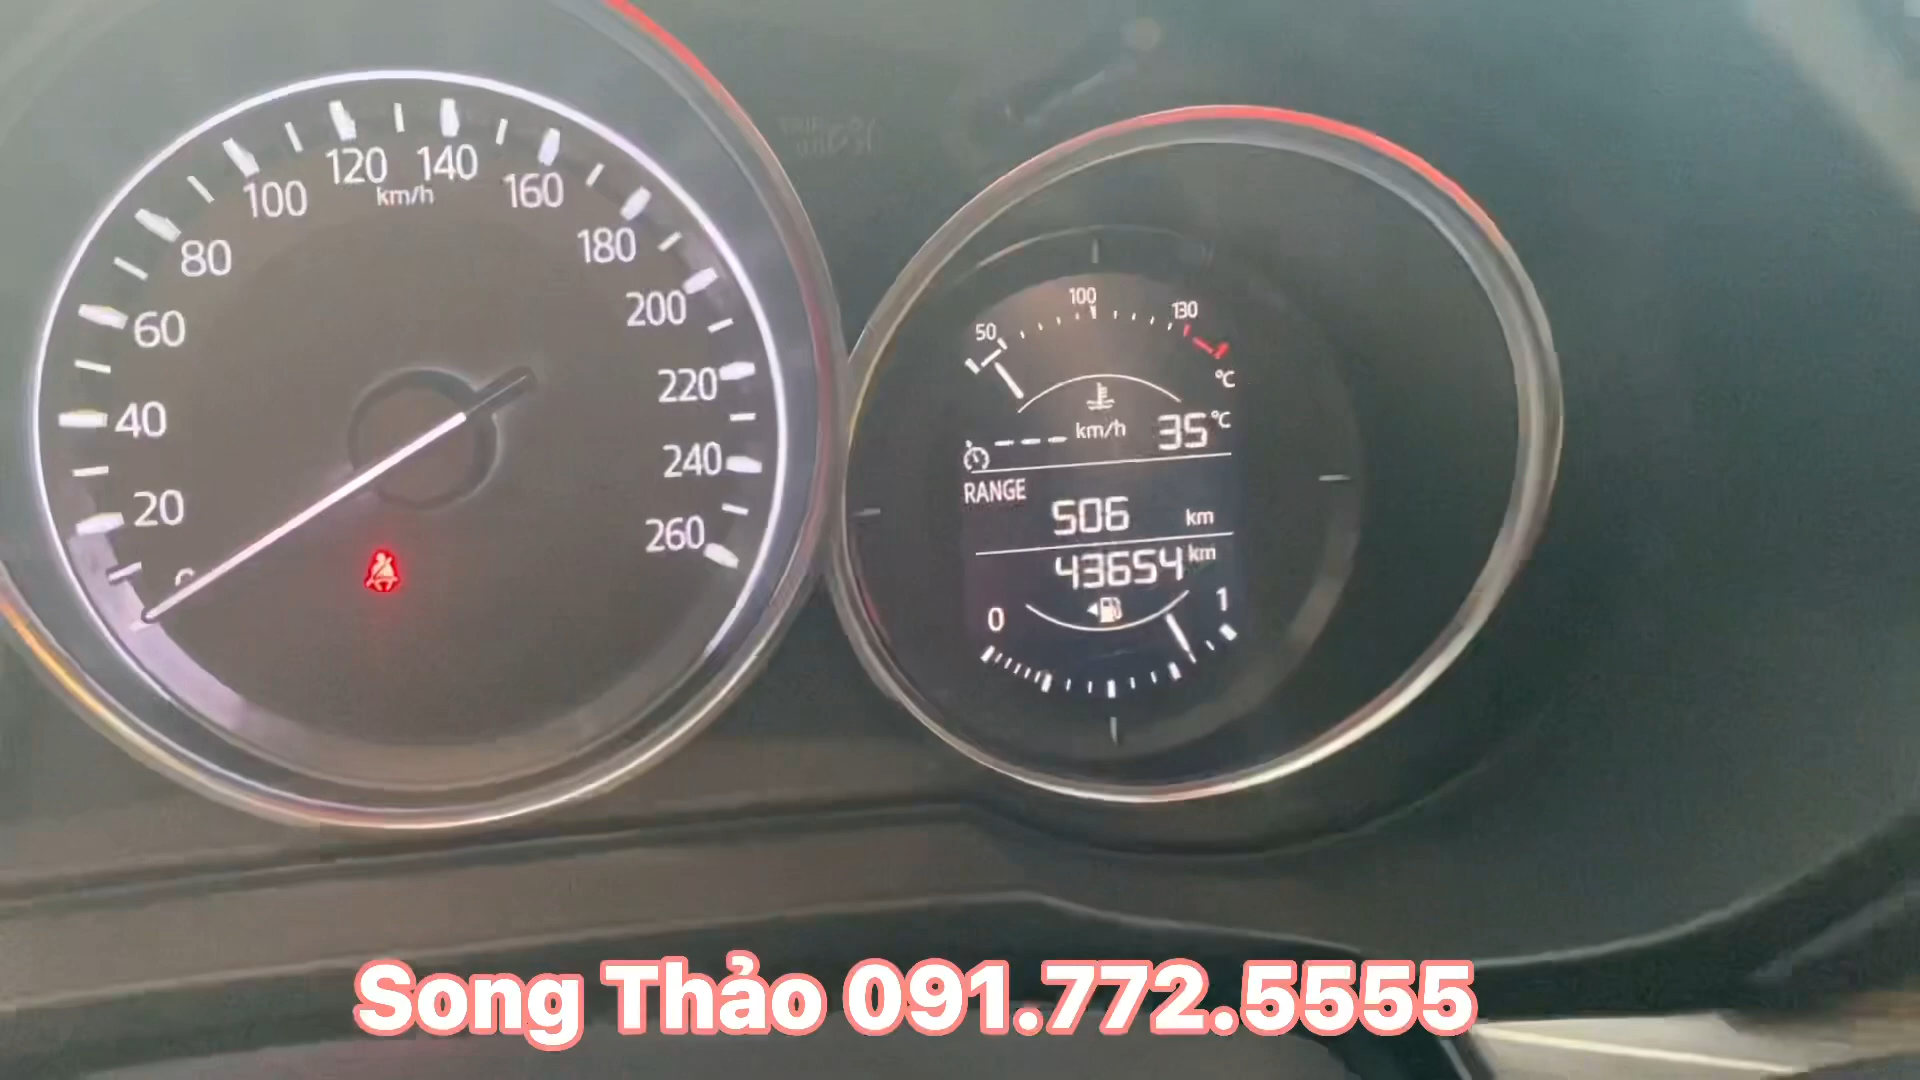 0
20
40
60
80
100
120
140
160
180
200
220
240
260
km/h
50
100
130
°C
km/h 35 °C
RANGE
506 km
43654 km
0
1
Song Thảo 091.772.5555